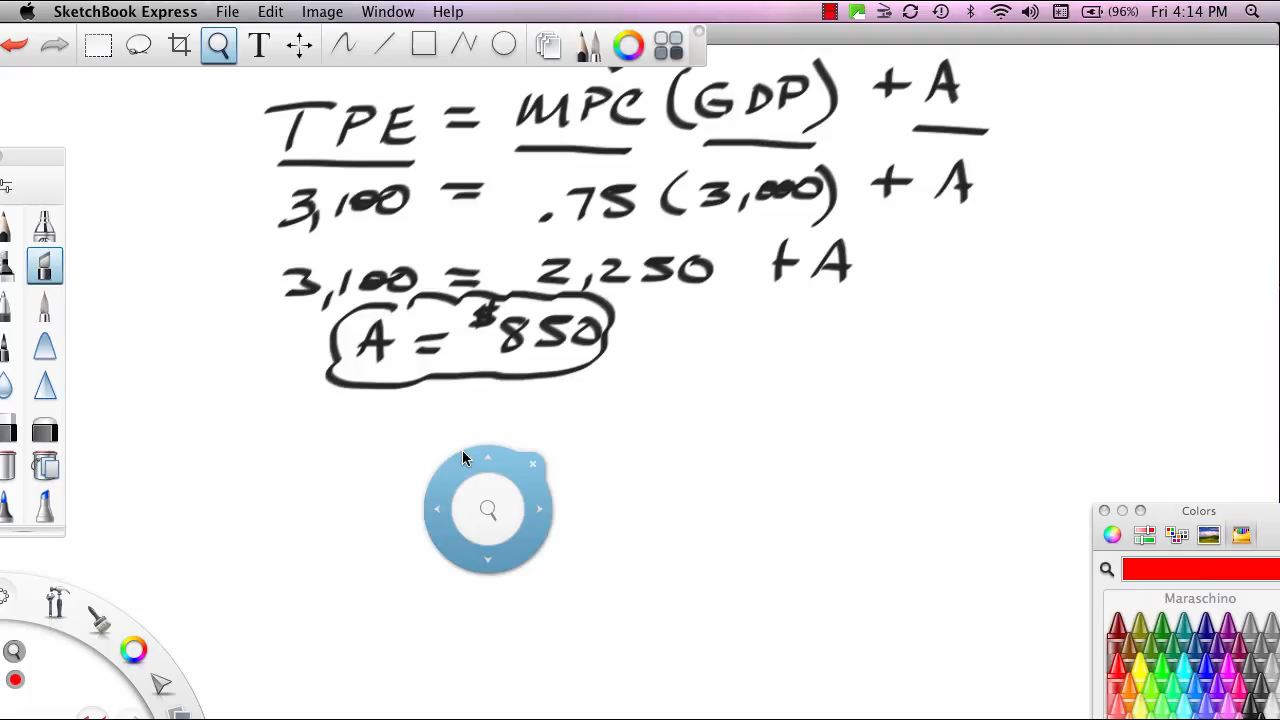 SketchBook Express File Edit Image Window Help (96%) Fri 4:14 PM
T
TPE = MPC (GDP) + A
3,100 = .75 (3,000) + A
3,100 = 2,250 + A
A = $850
Colors
Maraschino